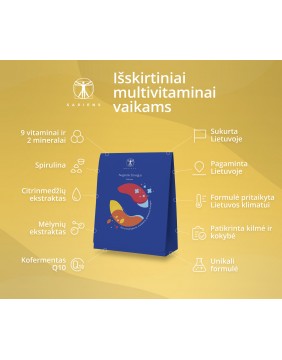 Išskirtiniai
multivitaminai
vaikams
9 vitaminai ir
2 mineralai
Spirulina
Citrinmedžių
ekstraktas
Mėlynių
ekstraktas
Kofermentas
Q10
Sukurta
Lietuvoje
Pagaminta
Lietuvoje
Formulė pritaikyta
Lietuvos klimatui
Patikrinta kilmė ir
kokybė
Unikali
formulė